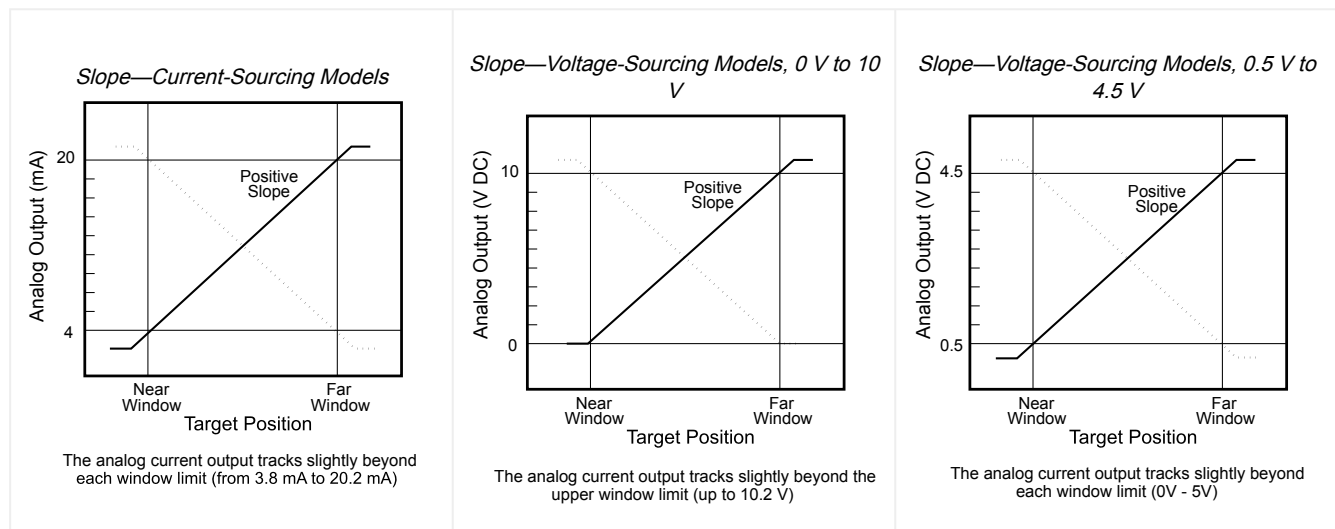 Slope—Current-Sourcing Models
20
4
Analog Output (mA)
Positive
Slope
Near
Window
Far
Window
Target Position
The analog current output tracks slightly beyond
each window limit (from 3.8 mA to 20.2 mA)
Slope—Voltage-Sourcing Models, 0 V to 10
V
10
0
Analog Output (V DC)
Positive
Slope
Near
Window
Far
Window
Target Position
The analog current output tracks slightly beyond the
upper window limit (up to 10.2 V)
Slope—Voltage-Sourcing Models, 0.5 V to
4.5 V
4.5
0.5
Analog Output (V DC)
Positive
Slope
Near
Window
Far
Window
Target Position
The analog current output tracks slightly beyond
each window limit (0V - 5V)